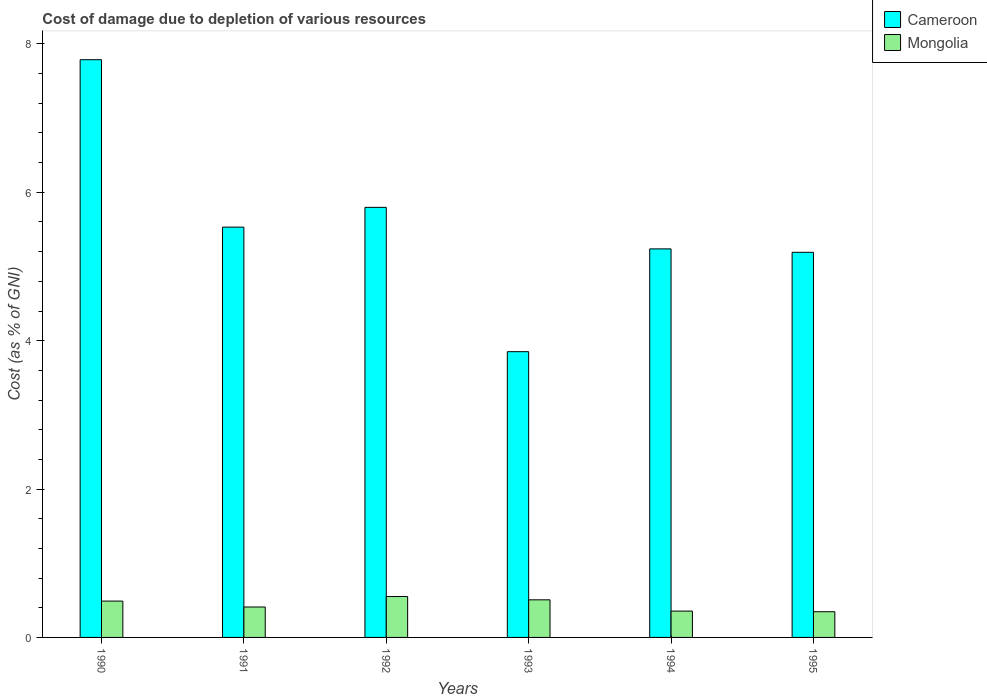 Cost of damage due to depletion of various resources
Cameroon
Mongolia
Cost (as % of GNI)
8
6
4
2
0
1990
1991
1992
1993
1994
1995
Years